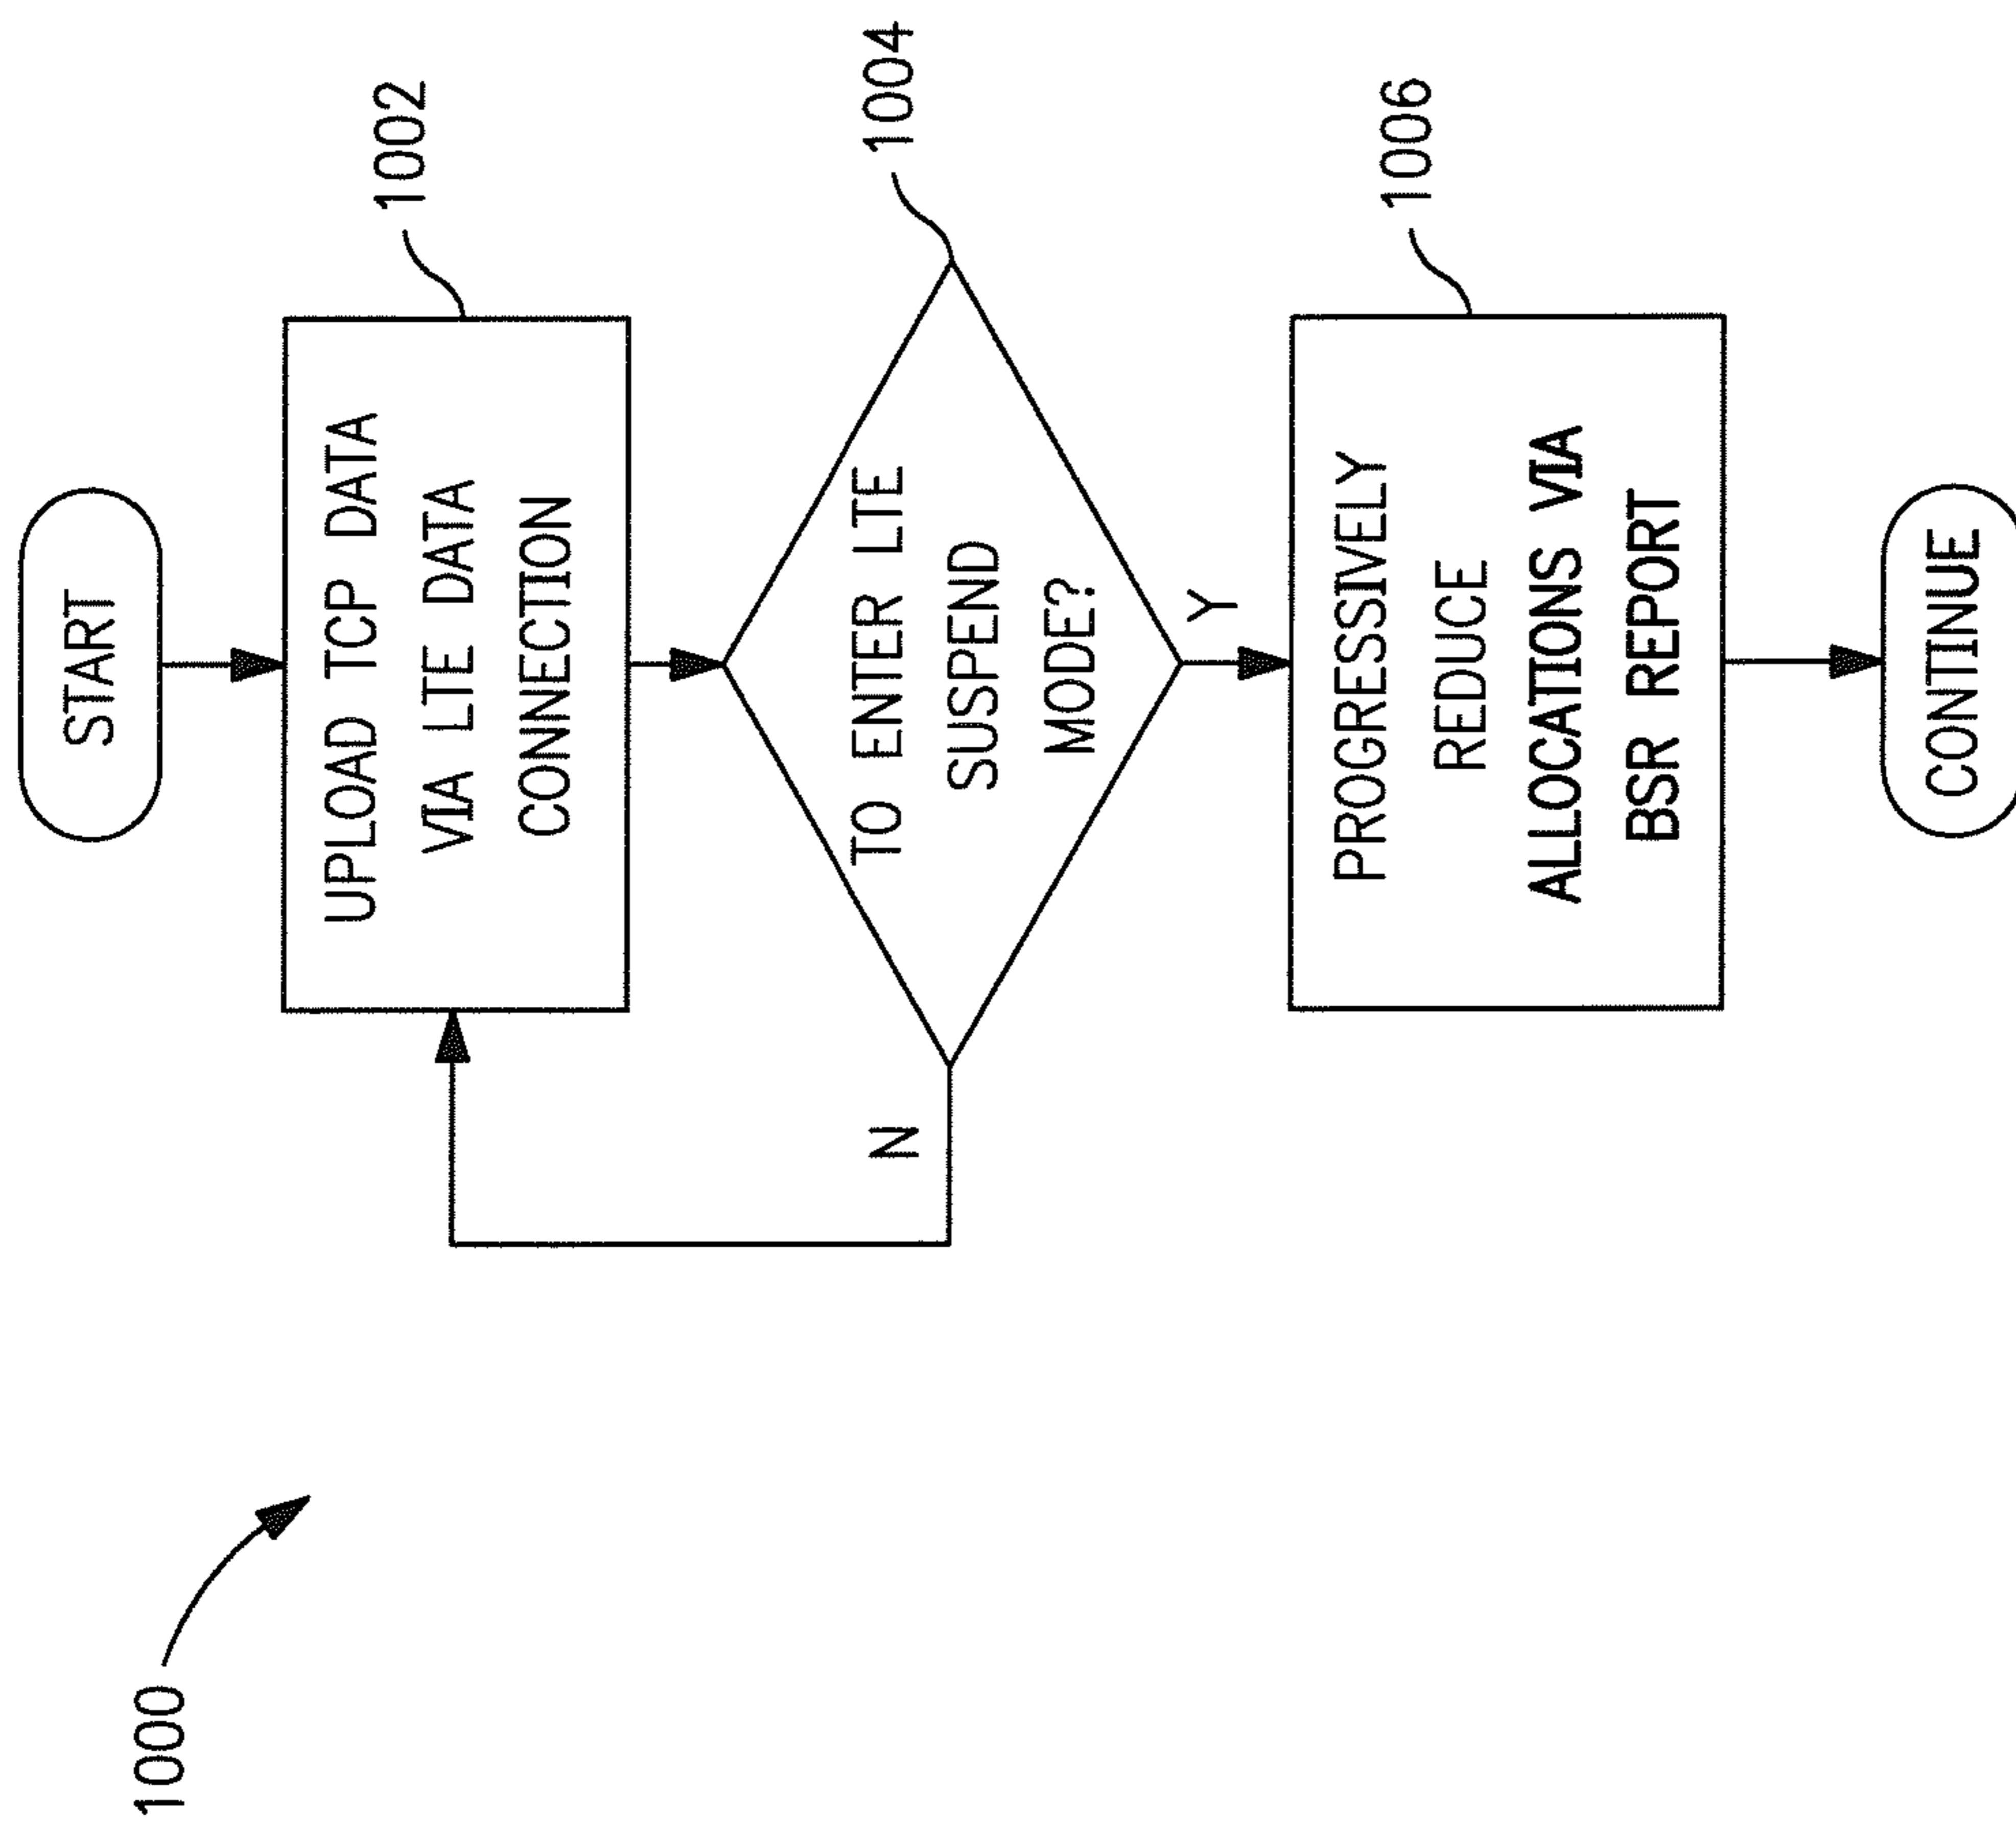 1000
START
UPLOAD TCP DATA
VIA LTE DATA
CONNECTION
1002
TO ENTER LTE
SUSPEND
MODE?
1004
N
Y
PROGRESSIVELY
REDUCE
ALLOCATIONS VIA
BSR REPORT
1006
CONTINUE